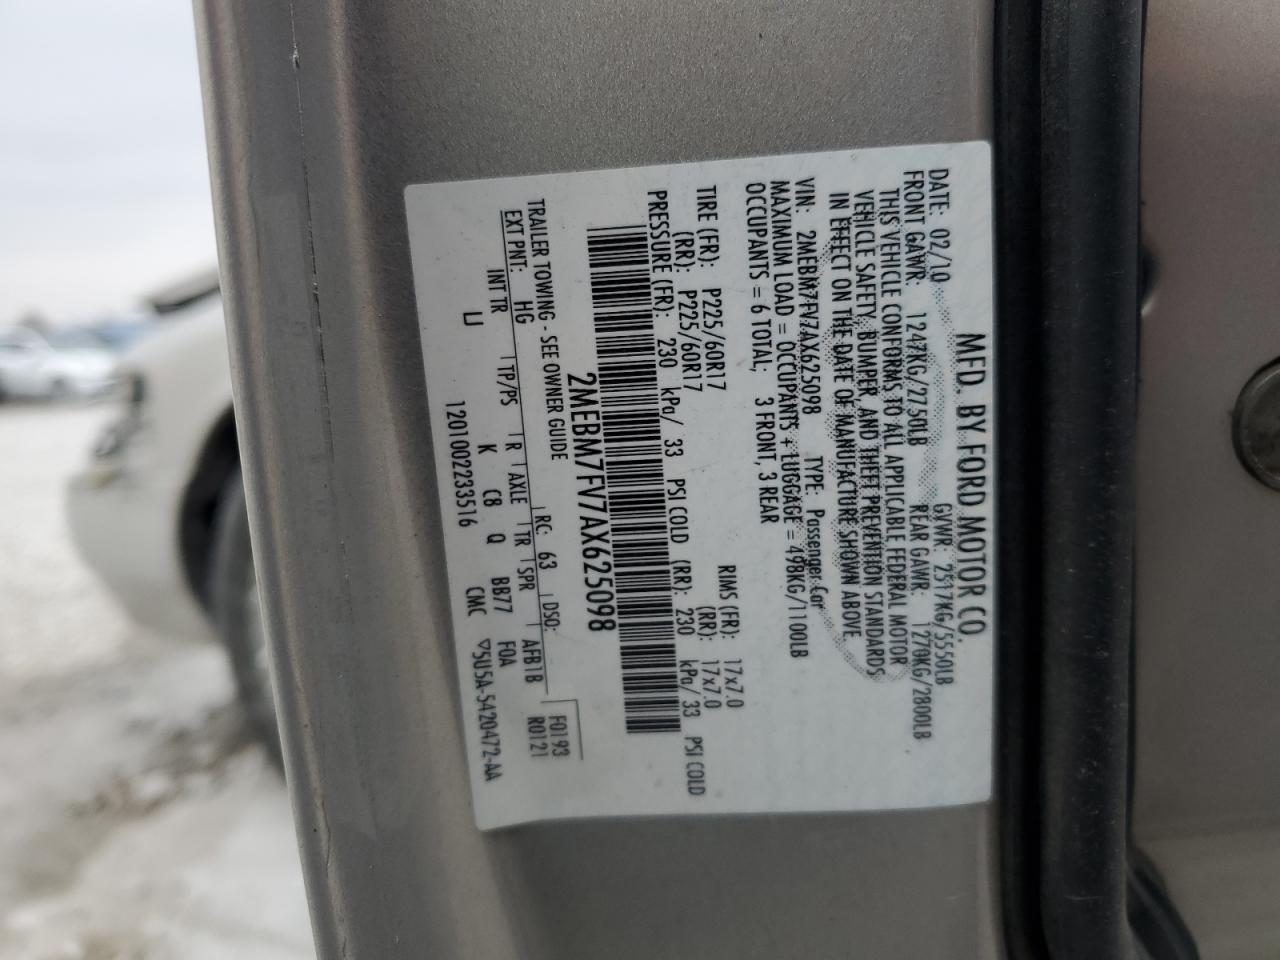 MFD. BY FORD MOTOR CO.
DATE: 02/10 GVWR: 2517KG/5550LB
FRONT GAWR: 1247KG/2750LB REAR GAWR: 1270KG/2800LB
THIS VEHICLE CONFORMS TO ALL APPLICABLE FEDERAL MOTOR
VEHICLE SAFETY, BUMPER, AND THEFT PREVENTION STANDARDS
IN EFFECT ON THE DATE OF MANUFACTURE SHOWN ABOVE.
VIN: 2MEBM7FV7AX625098 TYPE: Passenger Car
MAXIMUM LOAD = OCCUPANTS + LUGGAGE = 498KG/1100LB
OCCUPANTS = 6 TOTAL; 3 FRONT, 3 REAR
TIRE (FR): P225/60R17 RIMS (FR): 17x7.0
(RR): P225/60R17 (RR): 17x7.0
PRESSURE (FR): 230 kPa/ 33 PSI COLD (RR): 230 kPa/ 33 PSI COLD
2MEBM7FV7AX625098
TRAILER TOWING - SEE OWNER GUIDE
EXT PNT: HG RC: 63 DSO: F0193
R0121
INT TR TP/PS R AXLE TR SPR AFB1B
LJ K C8 Q BB77 FOA
1201002233516 CMC ▽5U5A-5420472-AA